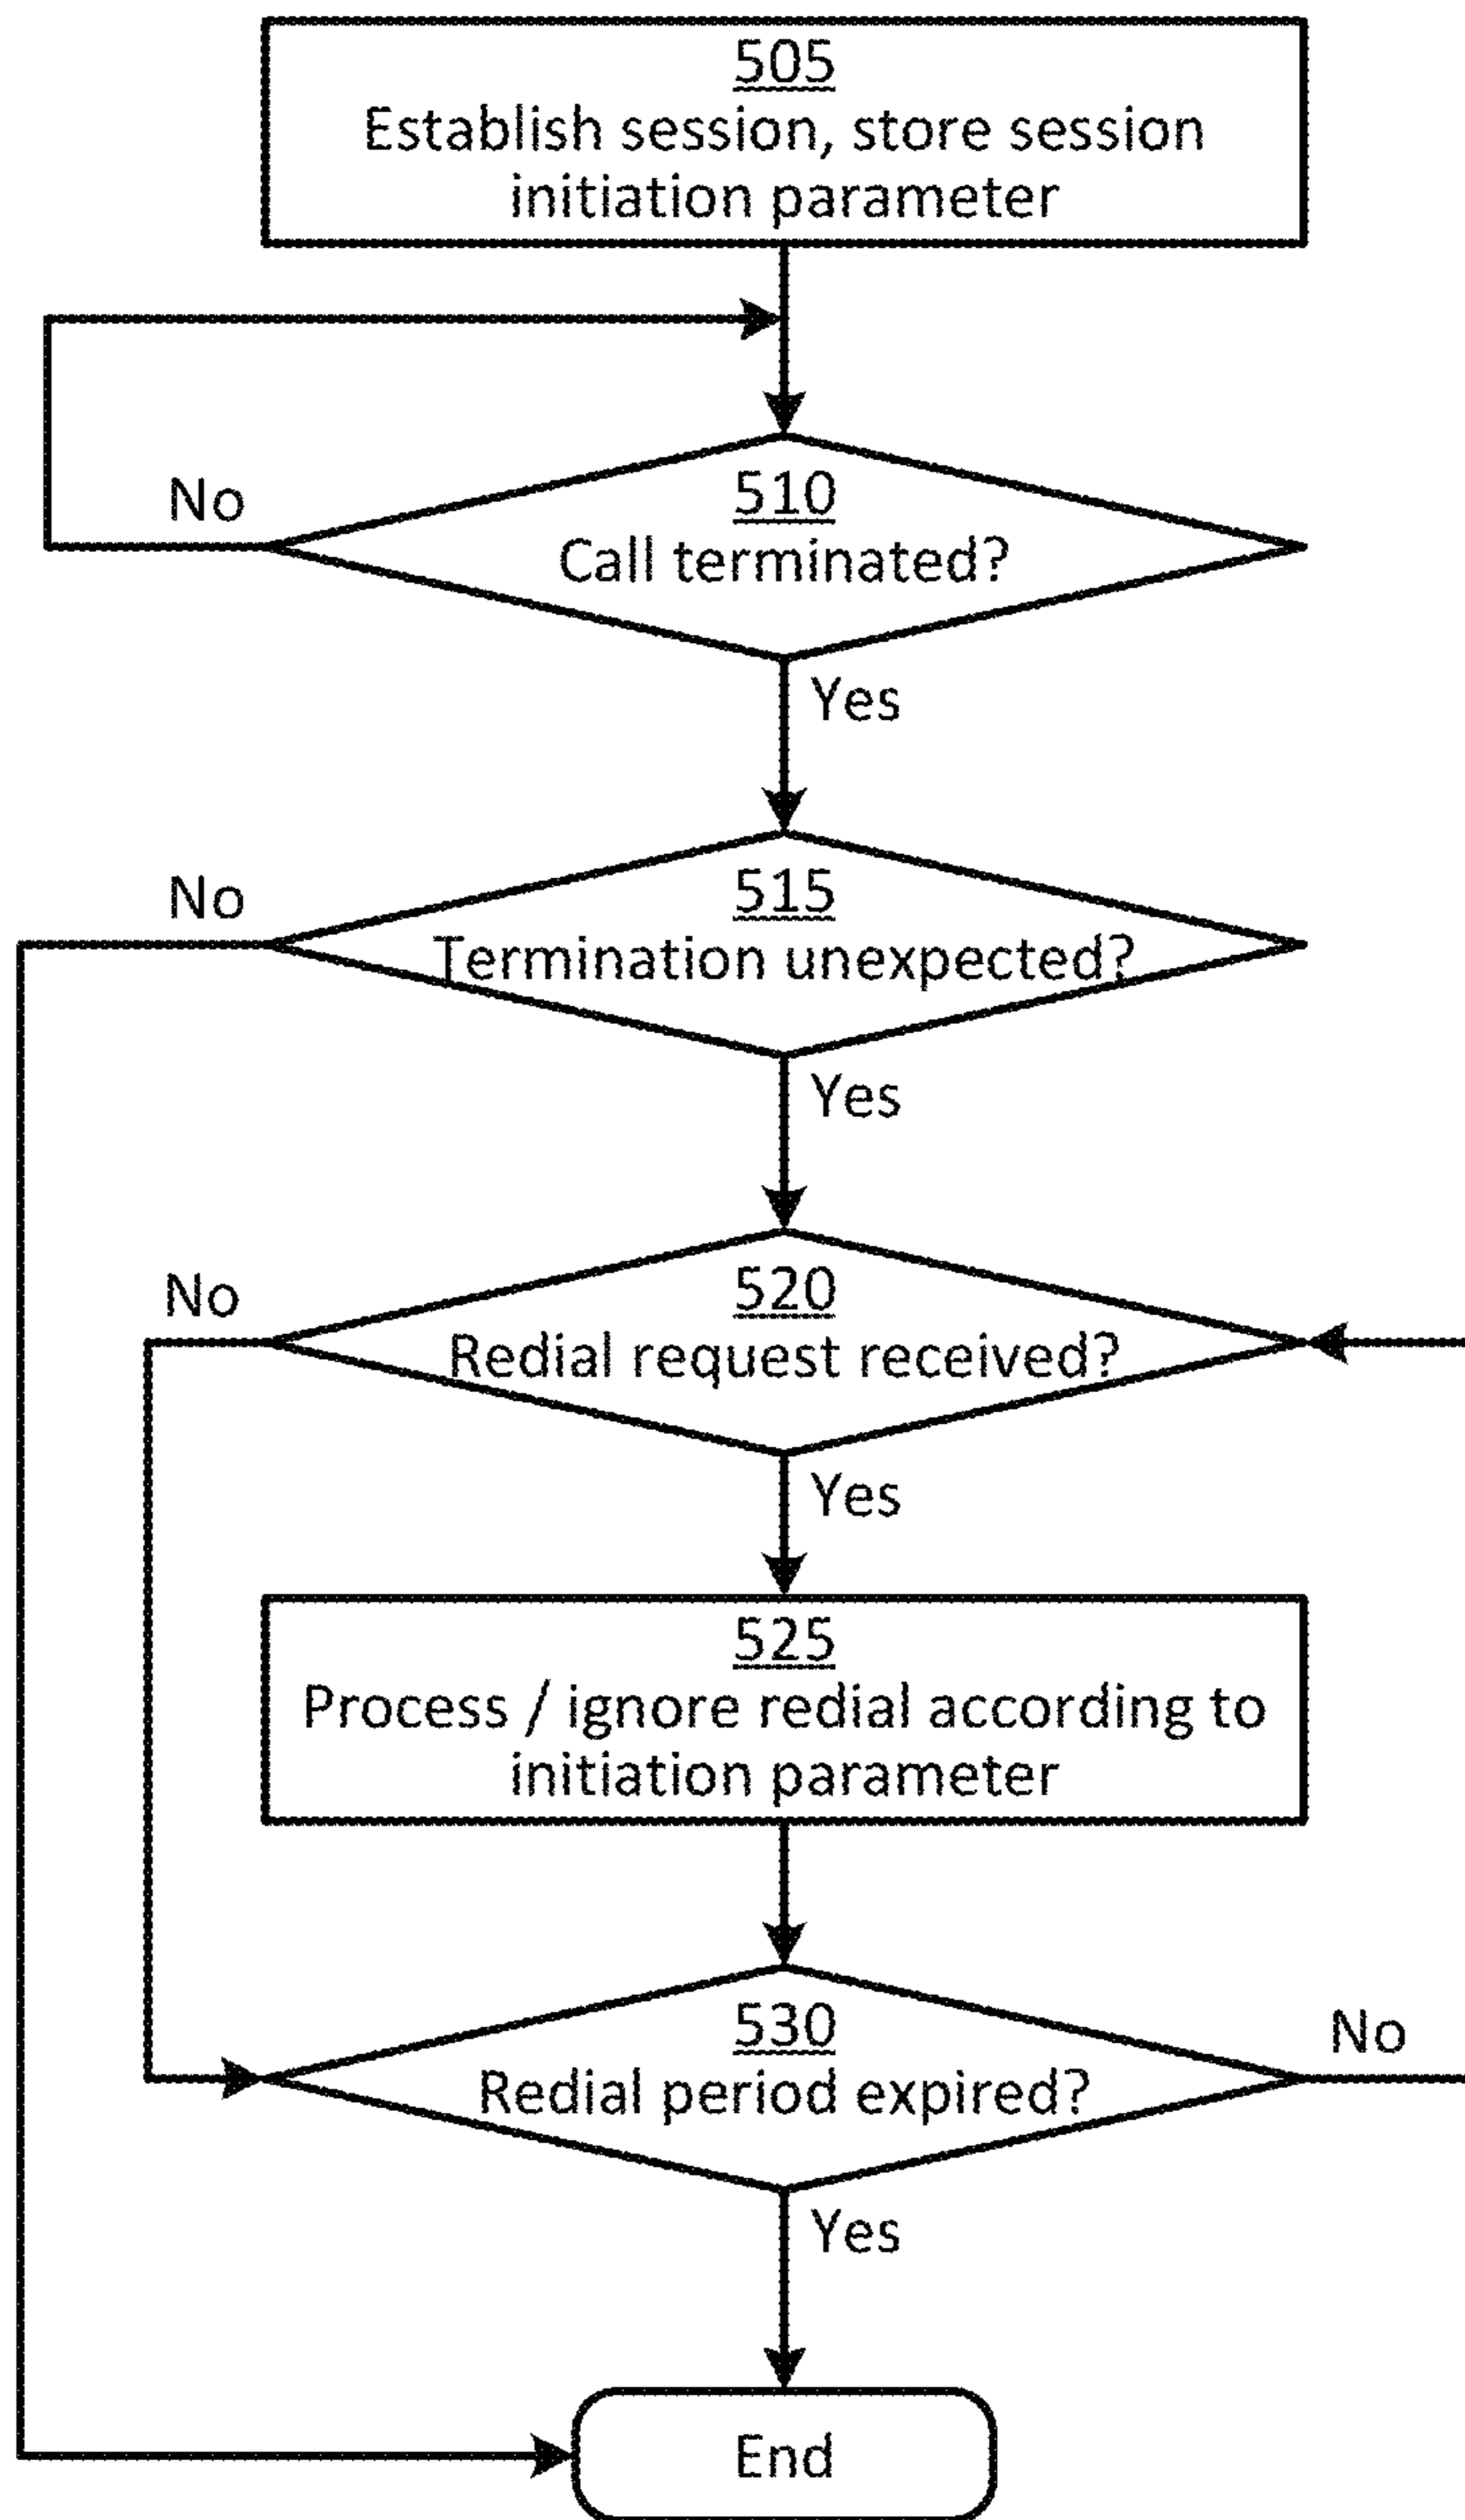 505
Establish session, store session
initiation parameter
510
Call terminated?
No
Yes
515
Termination unexpected?
No
Yes
520
Redial request received?
No
Yes
525
Process / ignore redial according to
initiation parameter
530
Redial period expired?
No
Yes
End